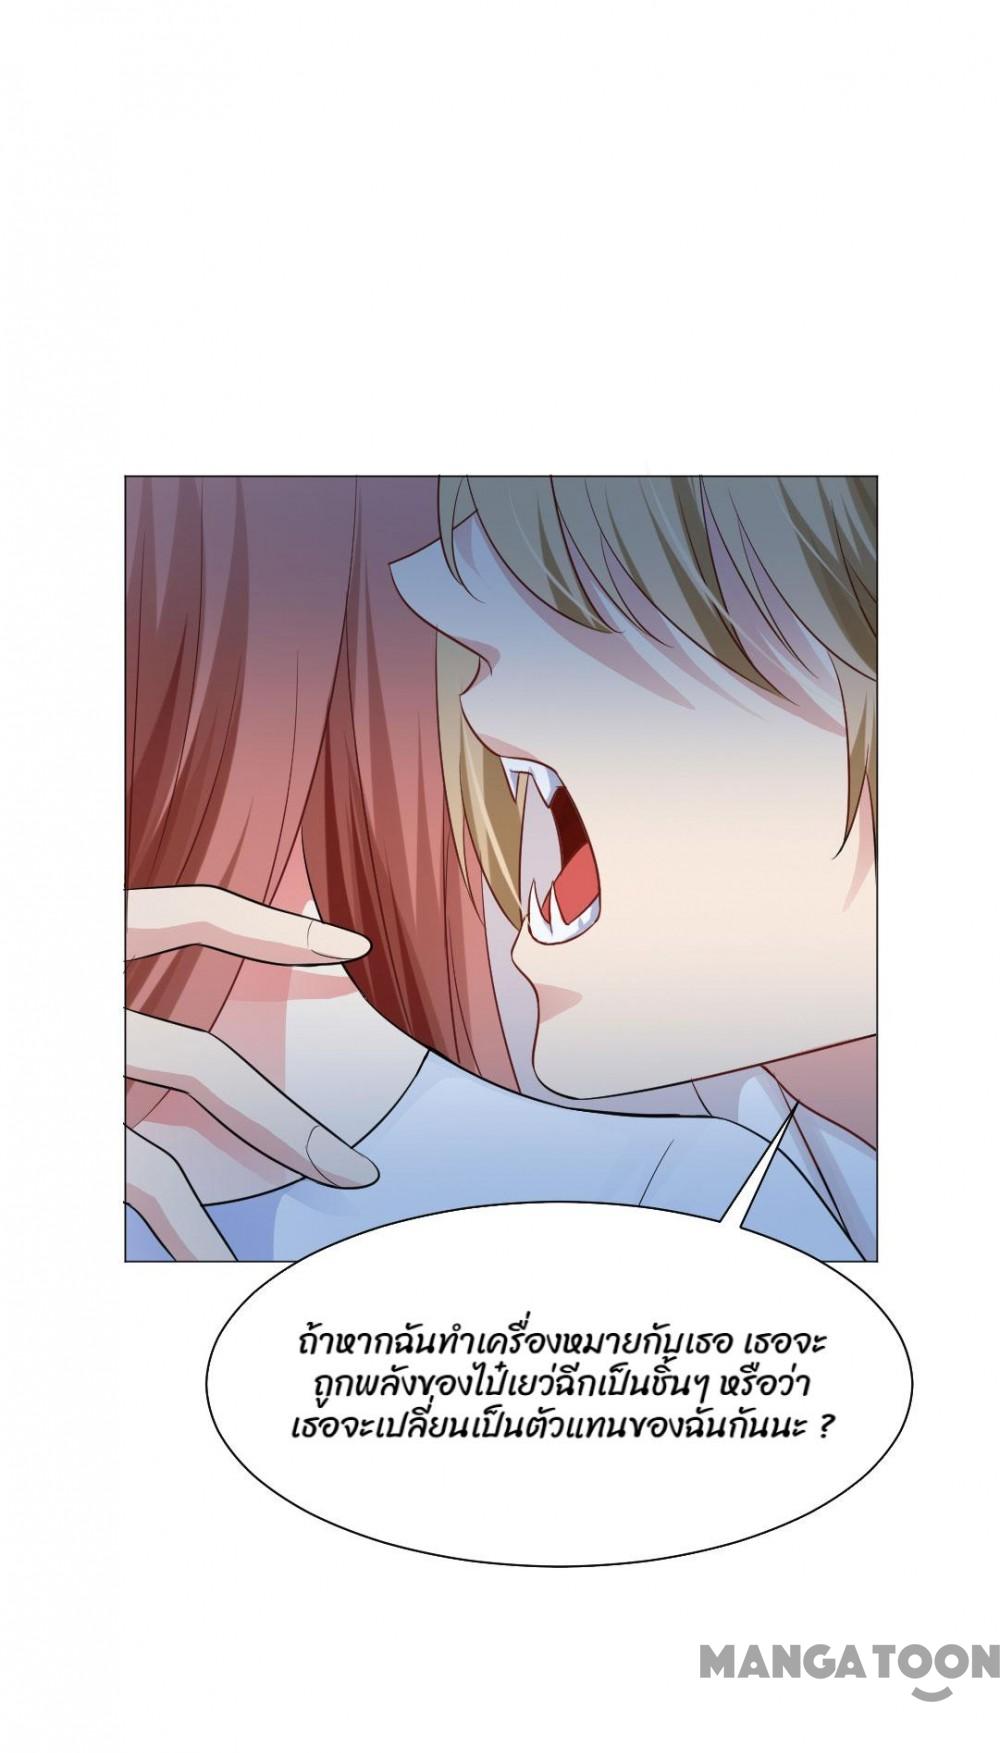 ถ้าหากฉันทำเครื่องหมายกับเธอ เธอจะ
ถูกพลังของไป๋เยว่ฉีกเป็นชิ้นๆ หรือว่า
เธอจะเปลี่ยนเป็นตัวแทนของฉันกันนะ ?
MANGATOON